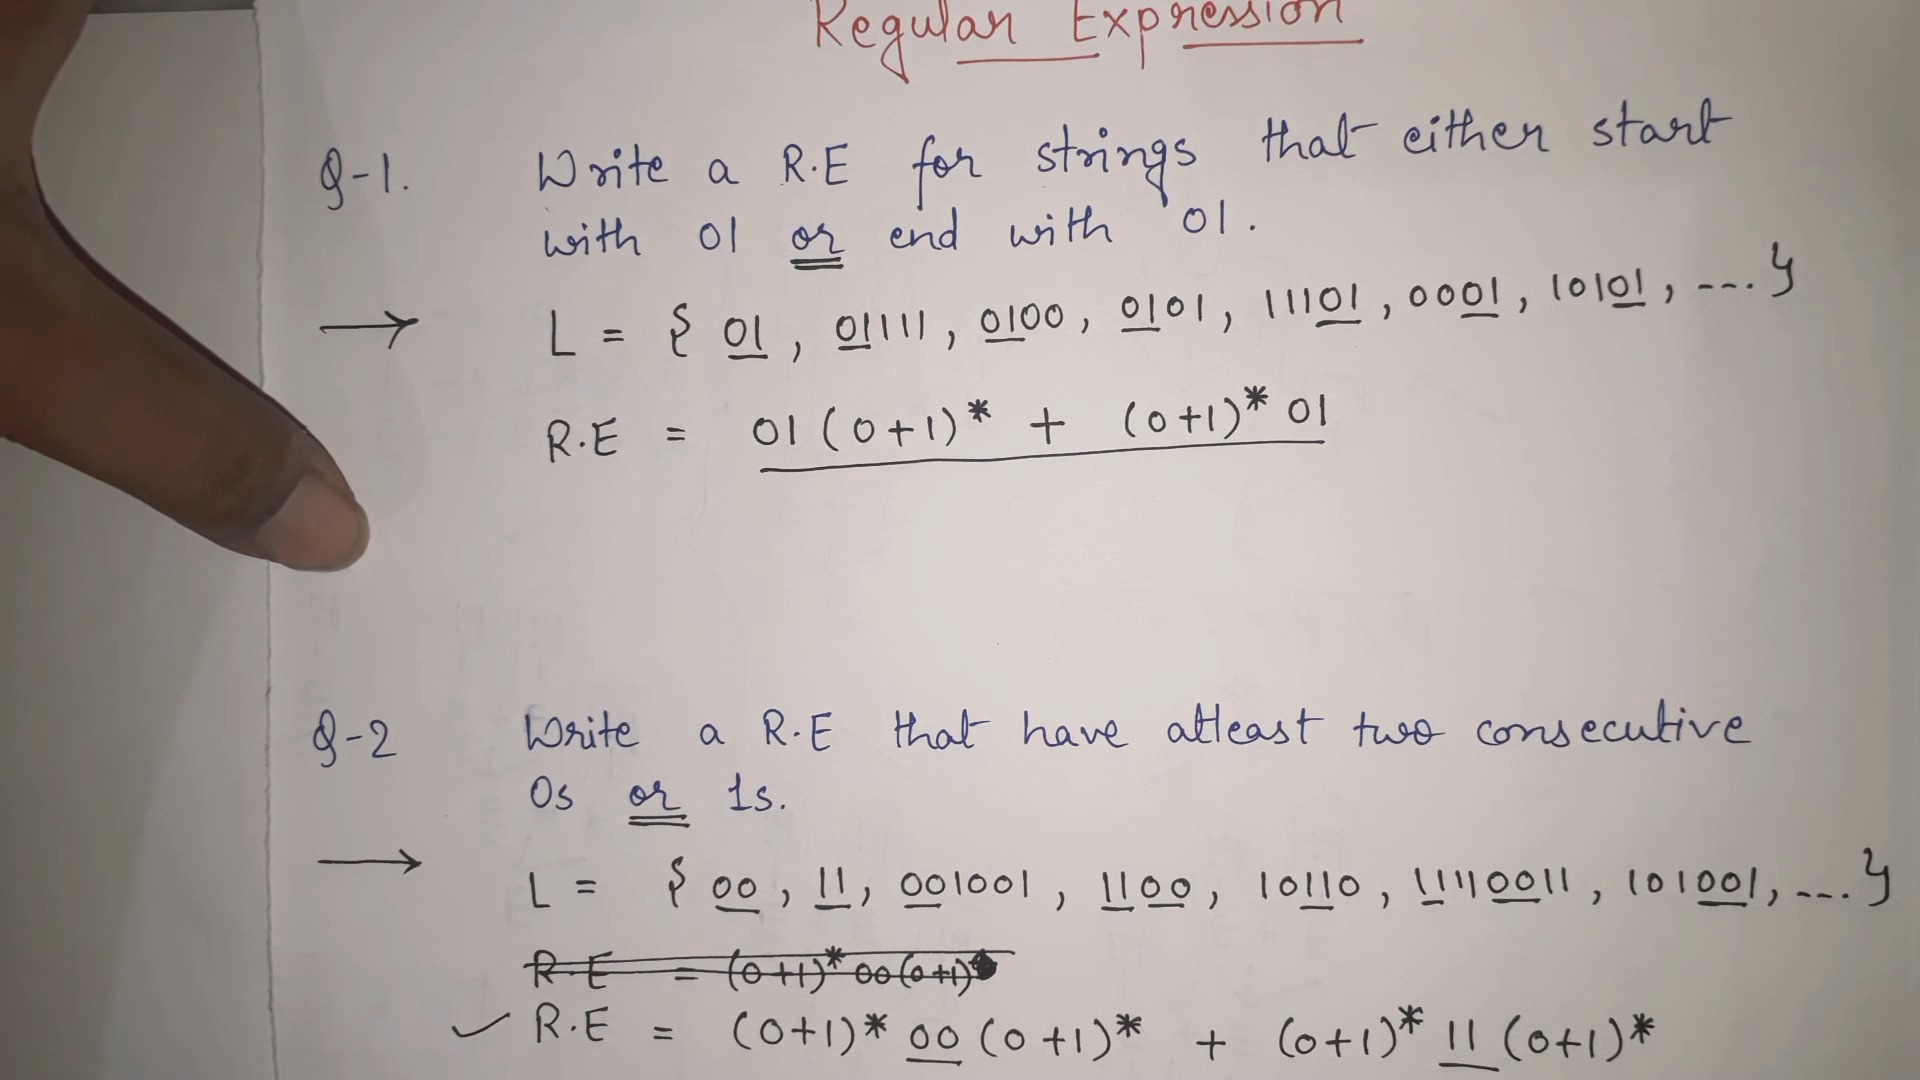 Regular Expression
Q-1. Write a R.E for strings that either start
with 01 or end with 01.
→ L = { 01, 01111, 0100, 0101, 11101, 0001, 10101, ---.}
R.E = 01(0+1)* + (0+1)* 01
Q-2 Write a R.E that have atleast two consecutive
0s or 1s.
→ L = { 00, 11, 001001, 1100, 10110, 11110011, 101001, ---.}
R.E = (0+1)* 00(0+1)*
✓ R.E = (0+1)* 00 (0+1)* + (0+1)* 11 (0+1)*